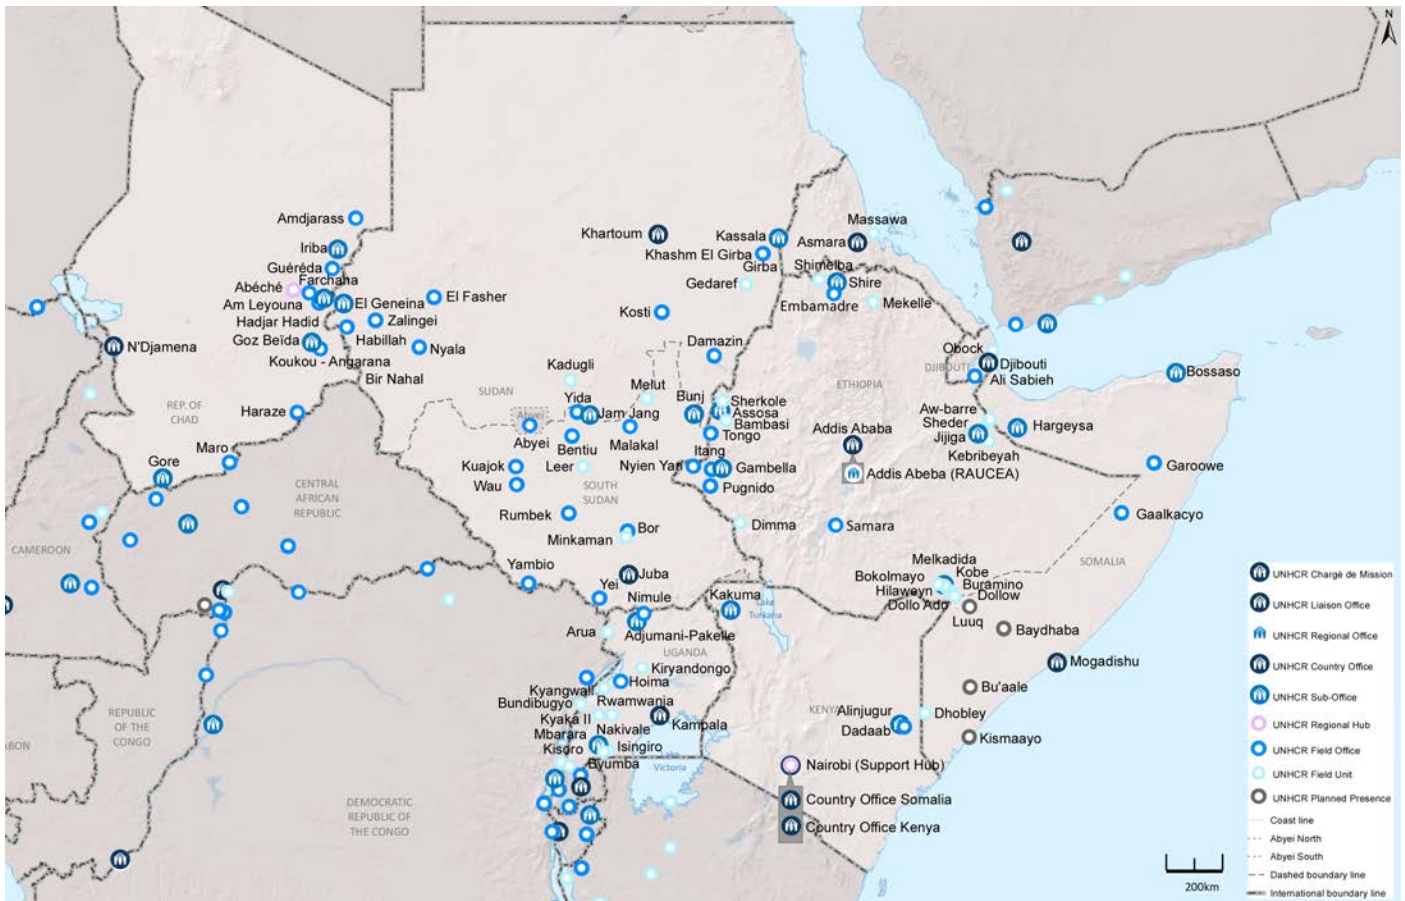 N
Amdjarass
Iriba
Guéréda
Farchana
Abéché
Am Leyouna
Hadjar Hadid
Goz Beïda
Koukou - Angarana
Bir Nahal
El Geneina
Habillah
Zalingei
El Fasher
Nyala
N'Djamena
REP. OF
CHAD
Haraze
Maro
Gore
CENTRAL
AFRICAN
REPUBLIC
CAMEROON
Khartoum
Kassala
Khashm El Girba
Girba
Gedaref
Kosti
Damazin
Kadugli
SUDAN
Massawa
Asmara
Shimelba
Shire
Embamadre
Mekelle
Obock
DJIBOUTI
Djibouti
Ali Sabieh
Bossaso
ETHIOPIA
Melut
Yida
Bunj
Sherkole
Assosa
Bambasi
Jam Jang
Abyei
Abyei
Malakal
Bentiu
Tongo
Itang
Kuajok
Leer
Nyien Yan
Gambella
Wau
Pugnido
SOUTH
SUDAN
Rumbek
Bor
Minkaman
Dimma
Samara
Addis Ababa
Addis Abeba (RAUCEA)
Aw-barre
Sheder
Jijiga
Kebribeyah
Hargeysa
Garoowe
Gaalkacyo
SOMALIA
Yambio
Juba
Yei
Nimule
Kakuma
Lake
Turkana
Arua
Adjumani-Pakelle
UGANDA
Kiryandongo
Kyangwali
Hoima
Bundibugyo
Rwamwanja
Kyaka II
Nakivale
Kampala
Mbarara
Isingiro
Kisoro
Byumba
Lake
Victoria
Melkadida
Kobe
Bokolmayo
Buramino
Hilaweyn
Dollow
Dollo Ado
Luuq
Baydhaba
Mogadishu
Bu'aale
Dhobley
Kismaayo
KENYA
Alinjugur
Dadaab
Nairobi (Support Hub)
Country Office Somalia
Country Office Kenya
REPUBLIC
OF THE
CONGO
ABON
DEMOCRATIC
REPUBLIC OF
THE CONGO
UNHCR Chargé de Mission
UNHCR Liaison Office
UNHCR Regional Office
UNHCR Country Office
UNHCR Sub-Office
UNHCR Regional Hub
UNHCR Field Office
UNHCR Field Unit
UNHCR Planned Presence
Coast line
Abyei North
Abyei South
Dashed boundary line
International boundary line
200km